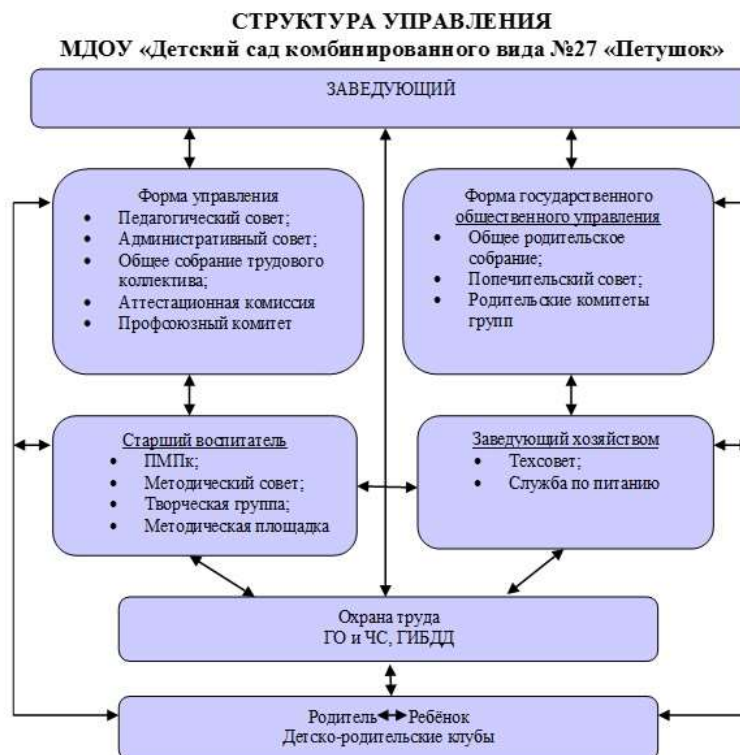 СТРУКТУРА УПРАВЛЕНИЯ
МДОУ «Детский сад комбинированного вида №27 «Петушок»
ЗАВЕДУЮЩИЙ
Форма управления
• Педагогический совет;
• Административный совет;
• Общее собрание трудового
коллектива;
• Аттестационная комиссия
• Профсоюзный комитет
Форма государственного
общественного управления
• Общее родительское
собрание;
• Попечительский совет;
• Родительские комитеты
групп
Старший воспитатель
• ПМПк;
• Методический совет;
• Творческая группа;
• Методическая площадка
Заведующий хозяйством
• Техсовет;
• Служба по питанию
Охрана труда
ГО и ЧС, ГИБДД
Родитель Ребёнок
Детско-родительские клубы